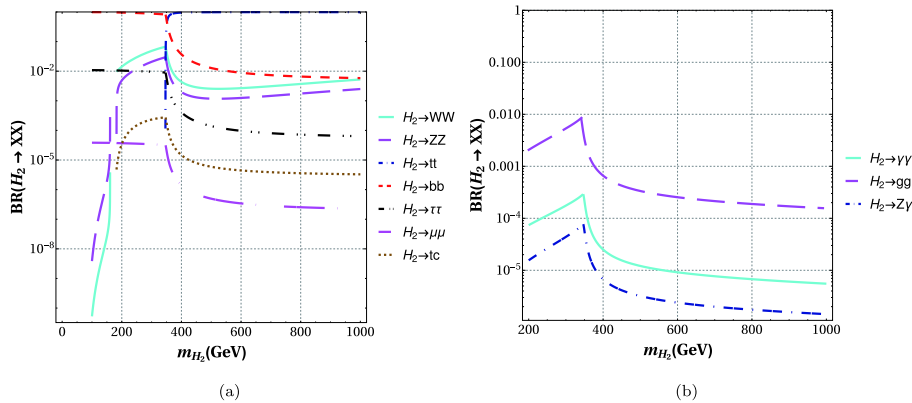 BR(H₂ → XX)
10⁻²
10⁻⁵
10⁻⁸
0 200 400 600 800 1000
m_H₂(GeV)
H₂→WW
H₂→ZZ
H₂→tt
H₂→bb
H₂→ττ
H₂→μμ
H₂→tc
(a)
BR(H₂ → XX)
1
0.100
0.010
0.001
10⁻⁴
10⁻⁵
200 400 600 800 1000
m_H₂(GeV)
H₂→γγ
H₂→gg
H₂→Zγ
(b)